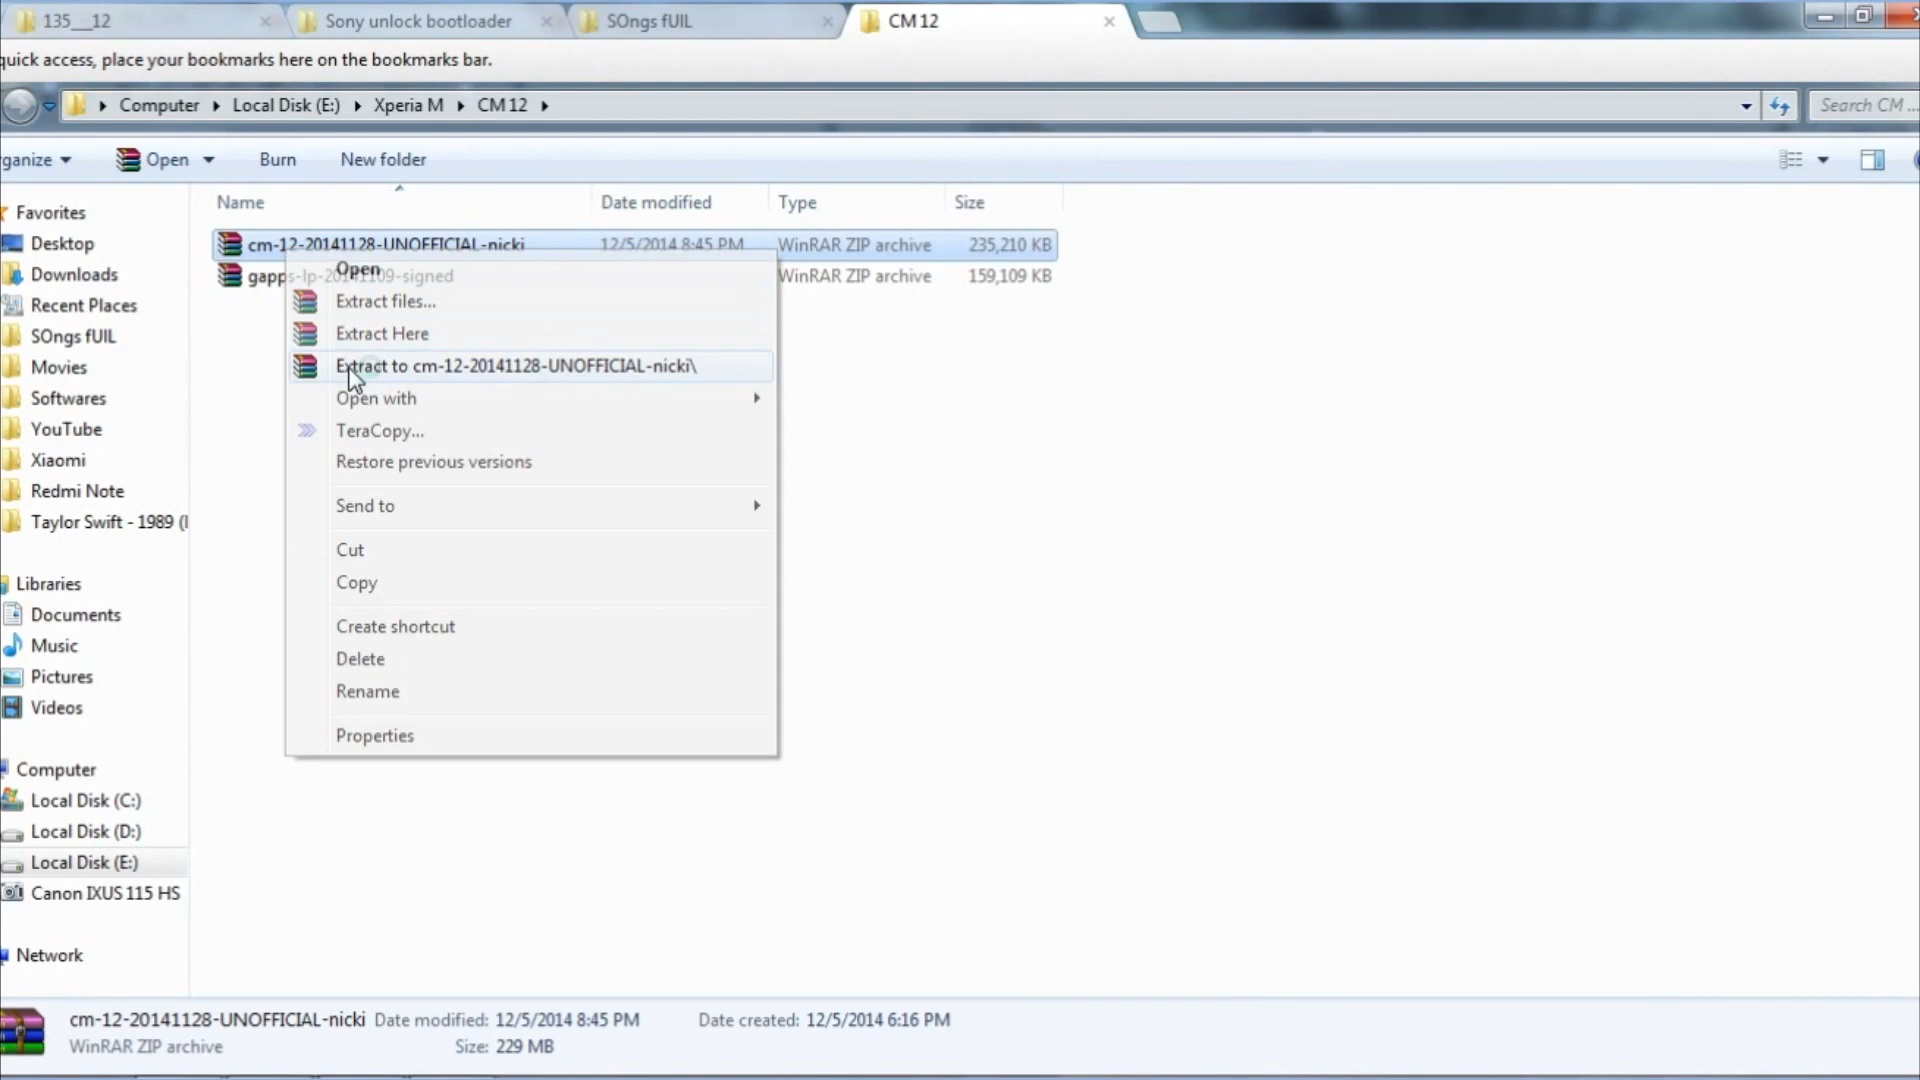 135__12
Sony unlock bootloader
SOngs fUIL
CM 12
quick access, place your bookmarks here on the bookmarks bar.
Computer
Local Disk (E:)
Xperia M
CM 12
Search CM ...
rganize
Open
Burn
New folder
Name
Date modified
Type
Size
cm-12-20141128-UNOFFICIAL-nicki
12/5/2014 8:45 PM
WinRAR ZIP archive
235,210 KB
gapps-lp-20141109-signed
WinRAR ZIP archive
159,109 KB
Open
Extract files...
Extract Here
Extract to cm-12-20141128-UNOFFICIAL-nicki\
Open with
TeraCopy...
Restore previous versions
Send to
Cut
Copy
Create shortcut
Delete
Rename
Properties
Favorites
Desktop
Downloads
Recent Places
SOngs fUIL
Movies
Softwares
YouTube
Xiaomi
Redmi Note
Taylor Swift - 1989 (
Libraries
Documents
Music
Pictures
Videos
Computer
Local Disk (C:)
Local Disk (D:)
Local Disk (E:)
Canon IXUS 115 HS
Network
cm-12-20141128-UNOFFICIAL-nicki Date modified: 12/5/2014 8:45 PM Date created: 12/5/2014 6:16 PM
WinRAR ZIP archive Size: 229 MB